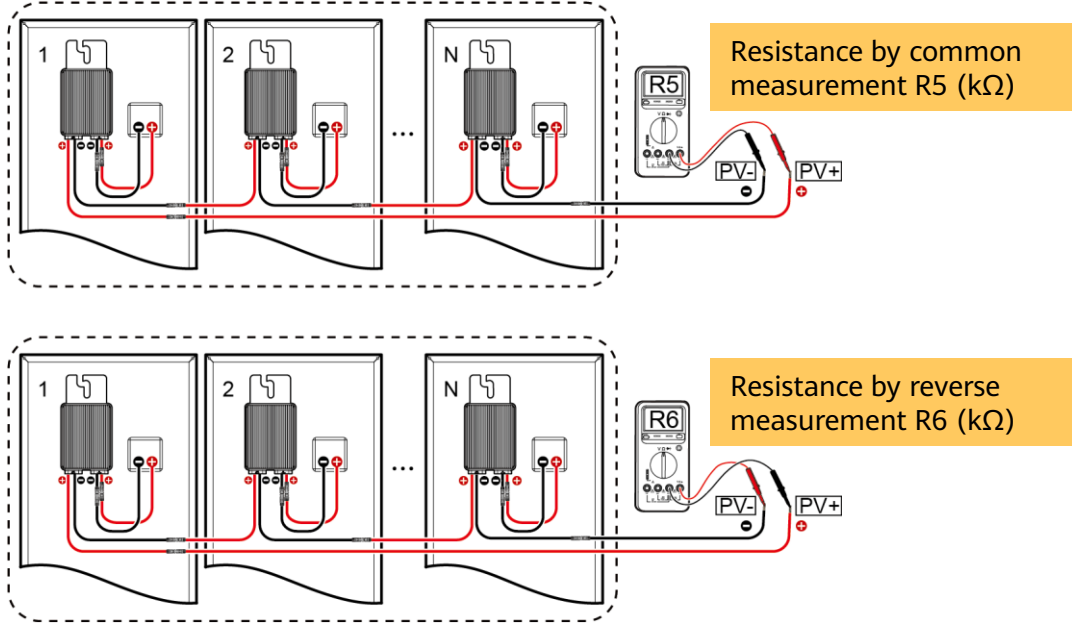 1
2
N
...
R5
PV-
PV+
Resistance by common
measurement R5 (kΩ)
1
2
N
...
R6
PV-
PV+
Resistance by reverse
measurement R6 (kΩ)